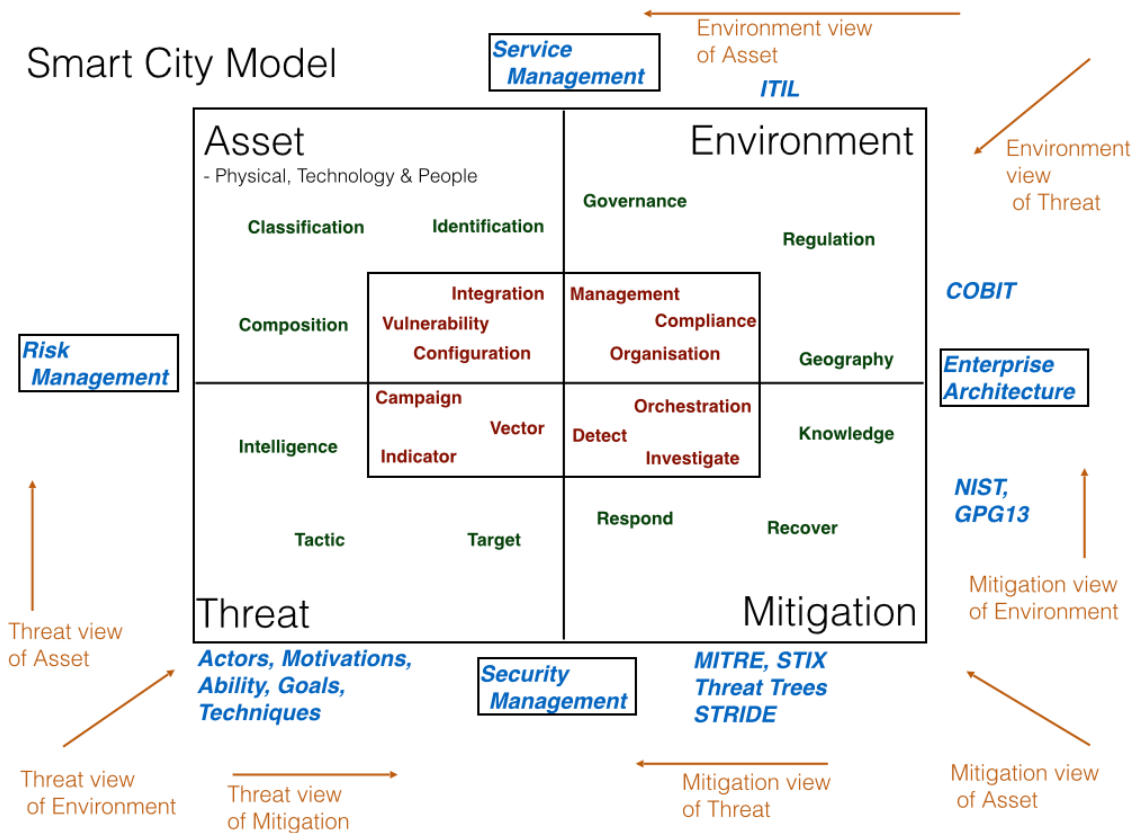 Smart City Model
Service
Management
Environment view
of Asset
ITIL
Environment
view
of Threat
Asset
- Physical, Technology & People
Environment
Classification
Identification
Governance
Regulation
Integration
Vulnerability
Configuration
Composition
Management
Compliance
Organisation
Geography
COBIT
Risk
Management
Enterprise
Architecture
Campaign
Vector
Indicator
Intelligence
Orchestration
Detect
Investigate
Knowledge
NIST,
GPG13
Tactic
Target
Respond
Recover
Threat
Mitigation
Mitigation view
of Environment
Threat view
of Asset
Actors, Motivations,
Ability, Goals,
Techniques
Security
Management
MITRE, STIX
Threat Trees
STRIDE
Threat view
of Environment
Threat view
of Mitigation
Mitigation view
of Threat
Mitigation view
of Asset